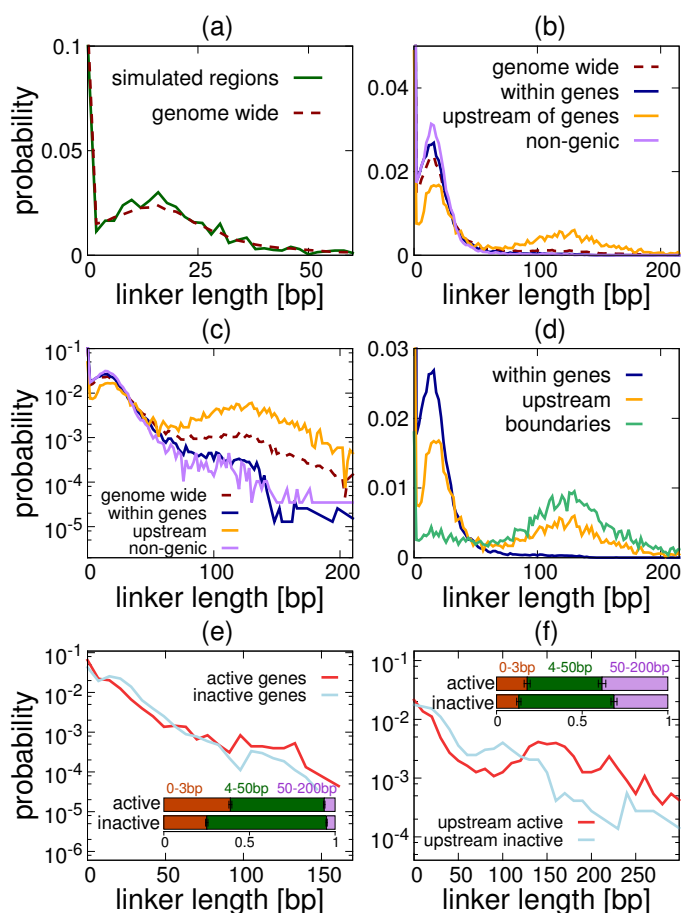 (a)
(b)
0.1
0.05
0
probability
simulated regions
genome wide
0
25
50
linker length [bp]
0.04
0.02
0
genome wide
within genes
upstream of genes
non-genic
0
100
200
linker length [bp]
(c)
(d)
10-1
10-2
10-3
10-4
10-5
probability
genome wide
within genes
upstream
non-genic
0
100
200
linker length [bp]
0.03
0.02
0.01
0
within genes
upstream
boundaries
0
100
200
linker length [bp]
(e)
(f)
10-1
10-2
10-3
10-4
10-5
10-6
probability
active genes
inactive genes
0-3bp 4-50bp 50-200bp
active
inactive
0 0.5 1
0 50 100 150
linker length [bp]
10-1
10-2
10-3
10-4
0-3bp 4-50bp 50-200bp
active
inactive
0 0.5 1
upstream active
upstream inactive
0 50 100 150 200 250
linker length [bp]